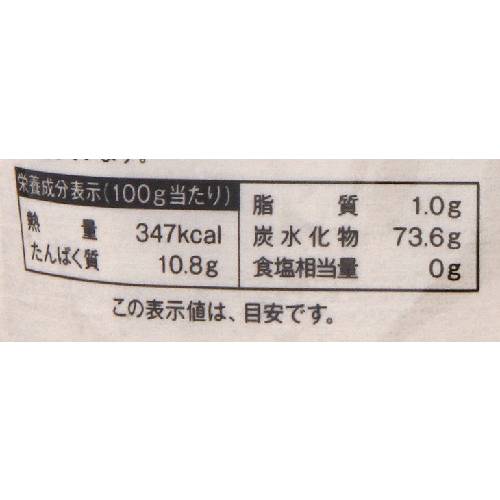 栄養成分表示(100g当たり)
熱量 347kcal
たんぱく質 10.8g
脂質 1.0g
炭水化物 73.6g
食塩相当量 0g
この表示値は、目安です。